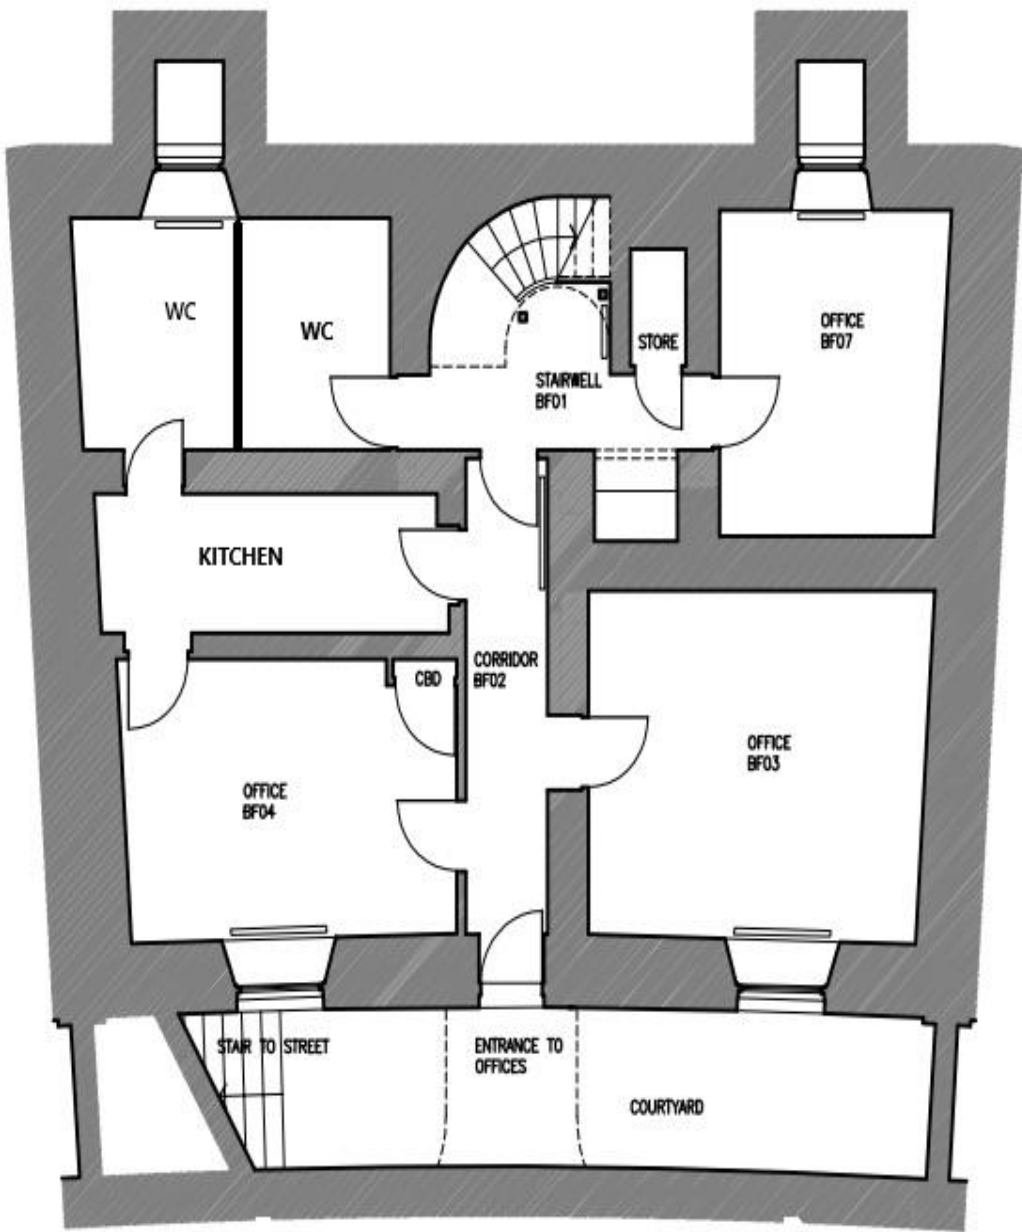 WC
WC
OFFICE
BF07
STORE
STAIRWELL
BF01
KITCHEN
CORRIDOR
BF02
CBD
OFFICE
BF03
OFFICE
BF04
STAIR TO STREET
ENTRANCE TO
OFFICES
COURTYARD